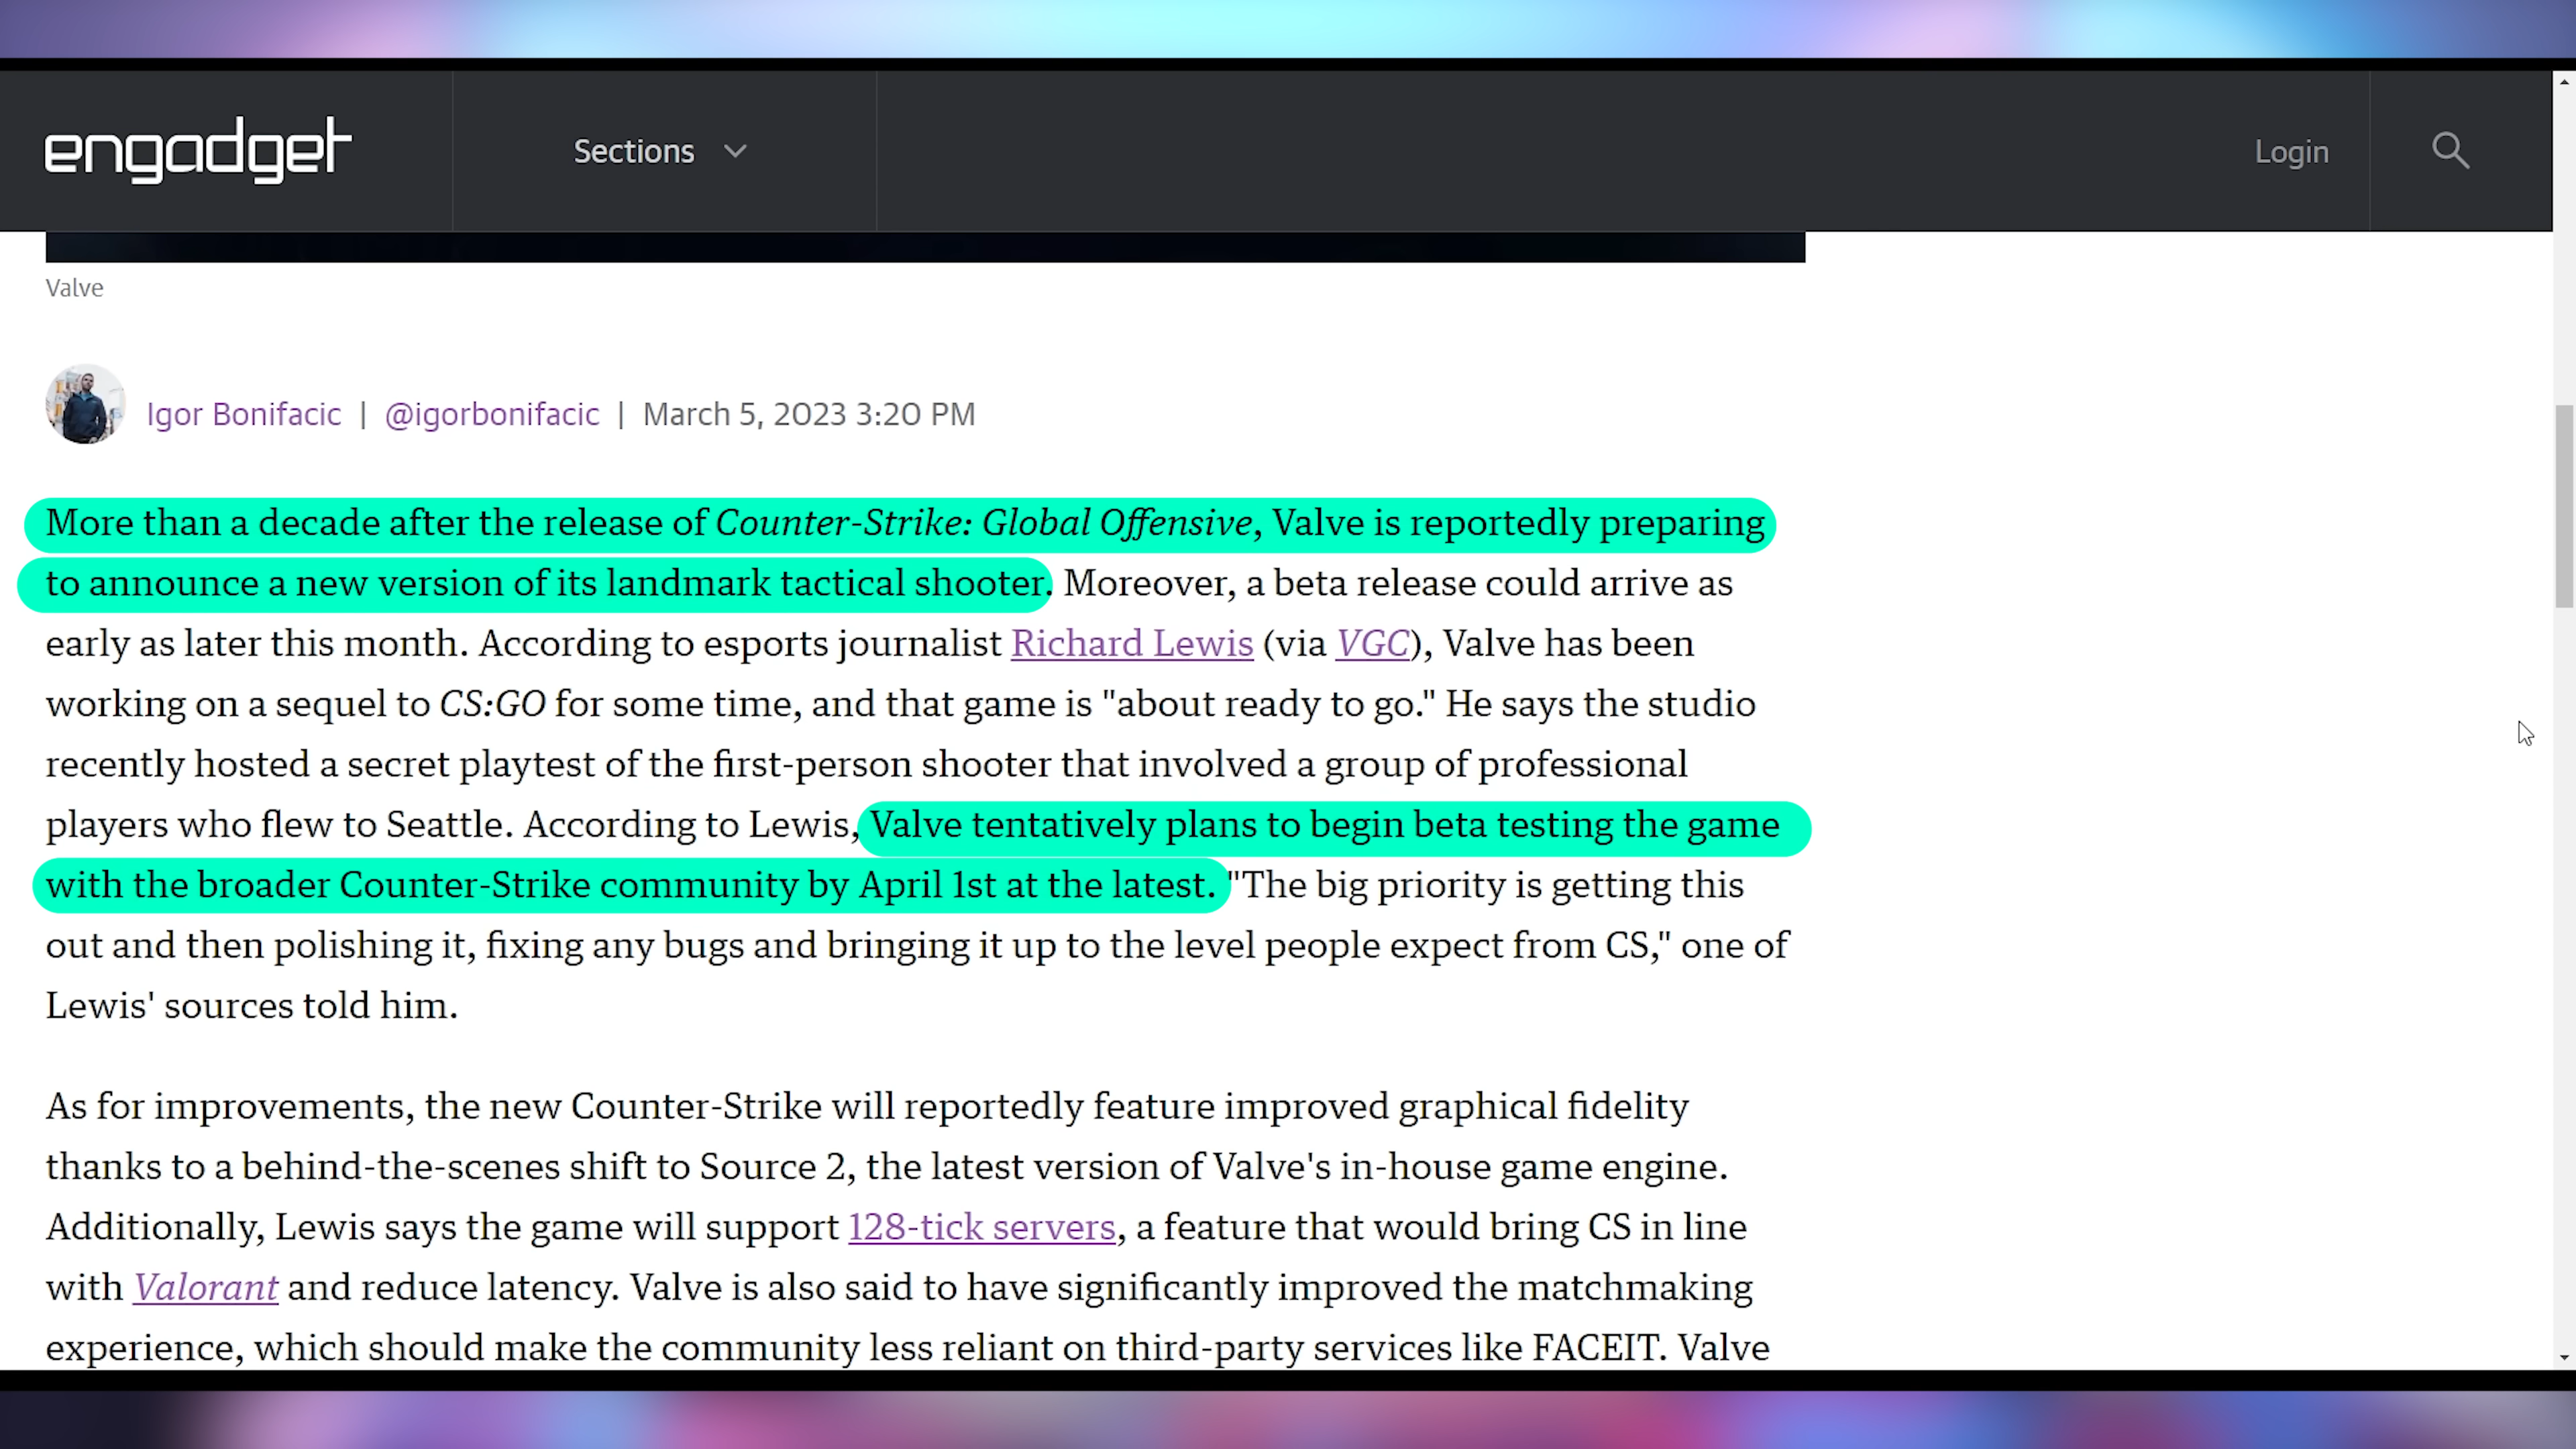 engadget
Sections
Login
Valve
Igor Bonifacic | @igorbonifacic | March 5, 2023 3:20 PM
More than a decade after the release of Counter-Strike: Global Offensive, Valve is reportedly preparing
to announce a new version of its landmark tactical shooter. Moreover, a beta release could arrive as
early as later this month. According to esports journalist Richard Lewis (via VGC), Valve has been
working on a sequel to CS:GO for some time, and that game is "about ready to go." He says the studio
recently hosted a secret playtest of the first-person shooter that involved a group of professional
players who flew to Seattle. According to Lewis, Valve tentatively plans to begin beta testing the game
with the broader Counter-Strike community by April 1st at the latest. "The big priority is getting this
out and then polishing it, fixing any bugs and bringing it up to the level people expect from CS," one of
Lewis' sources told him.
As for improvements, the new Counter-Strike will reportedly feature improved graphical fidelity
thanks to a behind-the-scenes shift to Source 2, the latest version of Valve's in-house game engine.
Additionally, Lewis says the game will support 128-tick servers, a feature that would bring CS in line
with Valorant and reduce latency. Valve is also said to have significantly improved the matchmaking
experience, which should make the community less reliant on third-party services like FACEIT. Valve